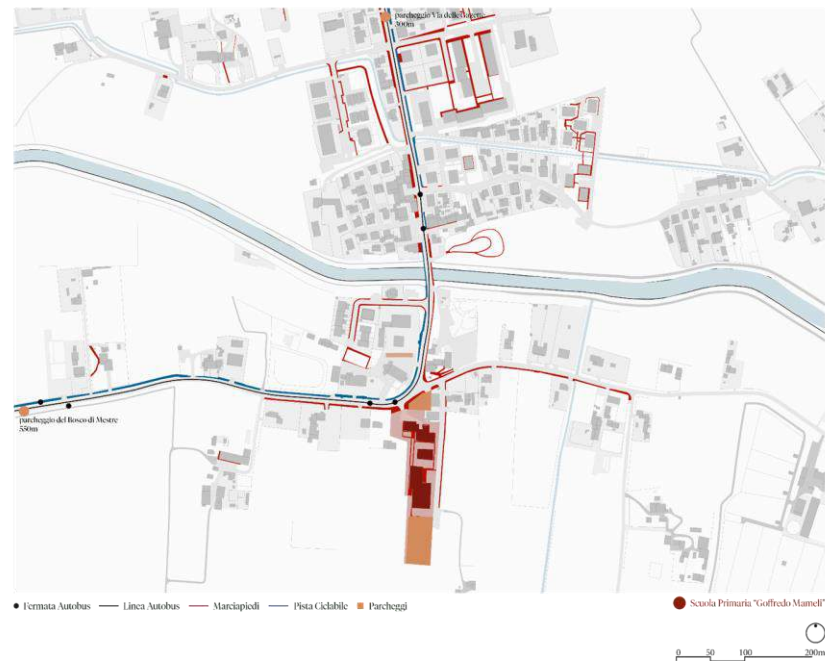 parcheggio Via delle
300m
parcheggio del Bosco di Mestre
550m
Fermata Autobus
Linea Autobus
Marciapiedi
Pista Ciclabile
Parcheggi
Scuola Primaria "Goffredo Mameli"
0 50 100 200m